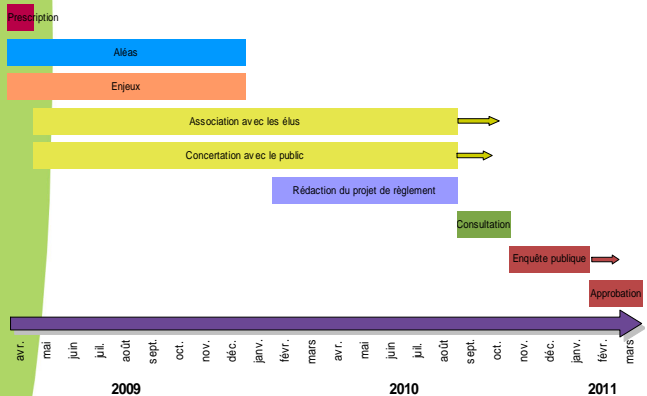 Prescription
Aléas
Enjeux
Association avec les élus
Concertation avec le public
Rédaction du projet de règlement
Consultation
Enquête publique
Approbation
avr. mai juin juil. août sept. oct. nov. déc. janv. févr. mars avr. mai juin juil. août sept. oct. nov. déc. janv. févr. mars
2009 2010 2011